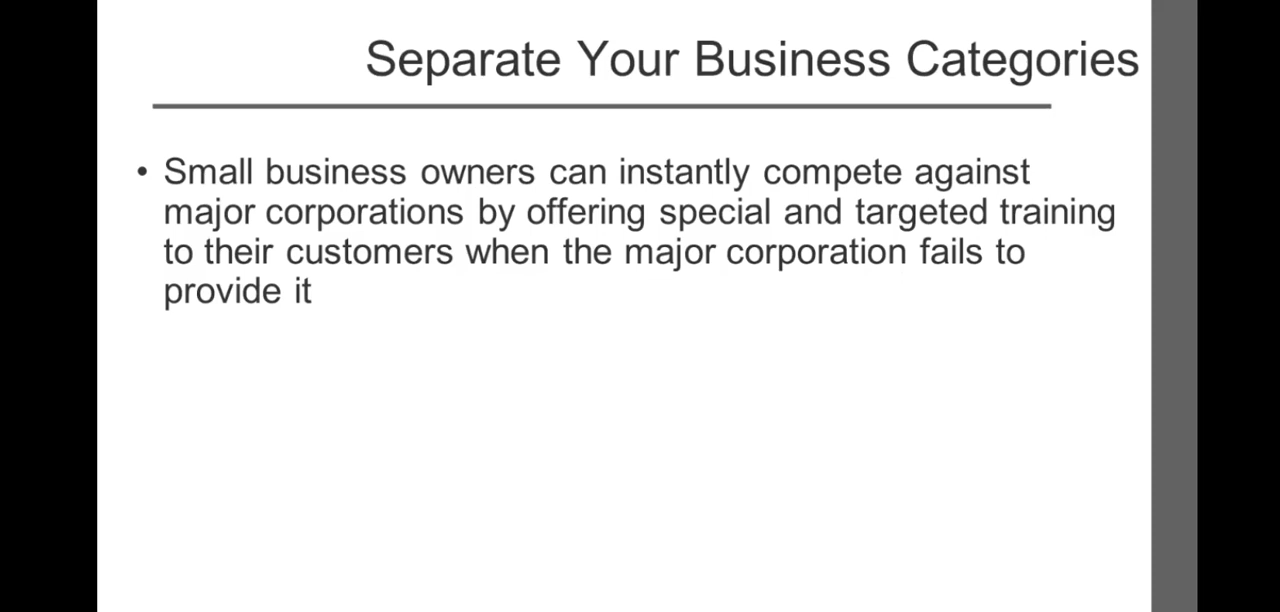 Separate Your Business Categories
• Small business owners can instantly compete against
major corporations by offering special and targeted training
to their customers when the major corporation fails to
provide it